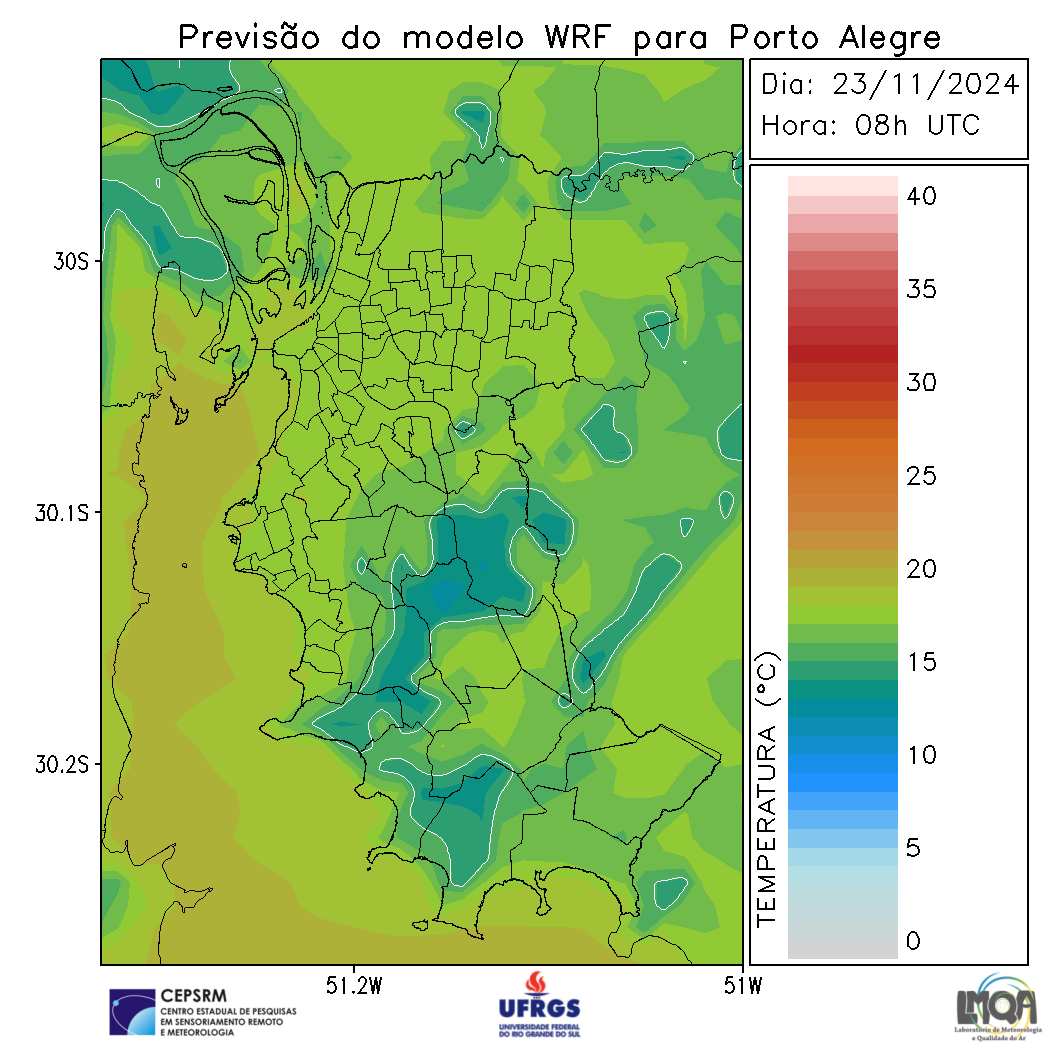 Previsão do modelo WRF para Porto Alegre
Dia: 23/11/2024
Hora: 08h UTC
30S
30.1S
30.2S
51.2W
51W
TEMPERATURA (°C)
40
35
30
25
20
15
10
5
0
CEPSRM
CENTRO ESTADUAL DE PESQUISAS
EM SENSORIAMENTO REMOTO
E METEOROLOGIA
UFRGS
UNIVERSIDADE FEDERAL
DO RIO GRANDE DO SUL
LMQA
Laboratório de Meteorologia
e Qualidade do Ar